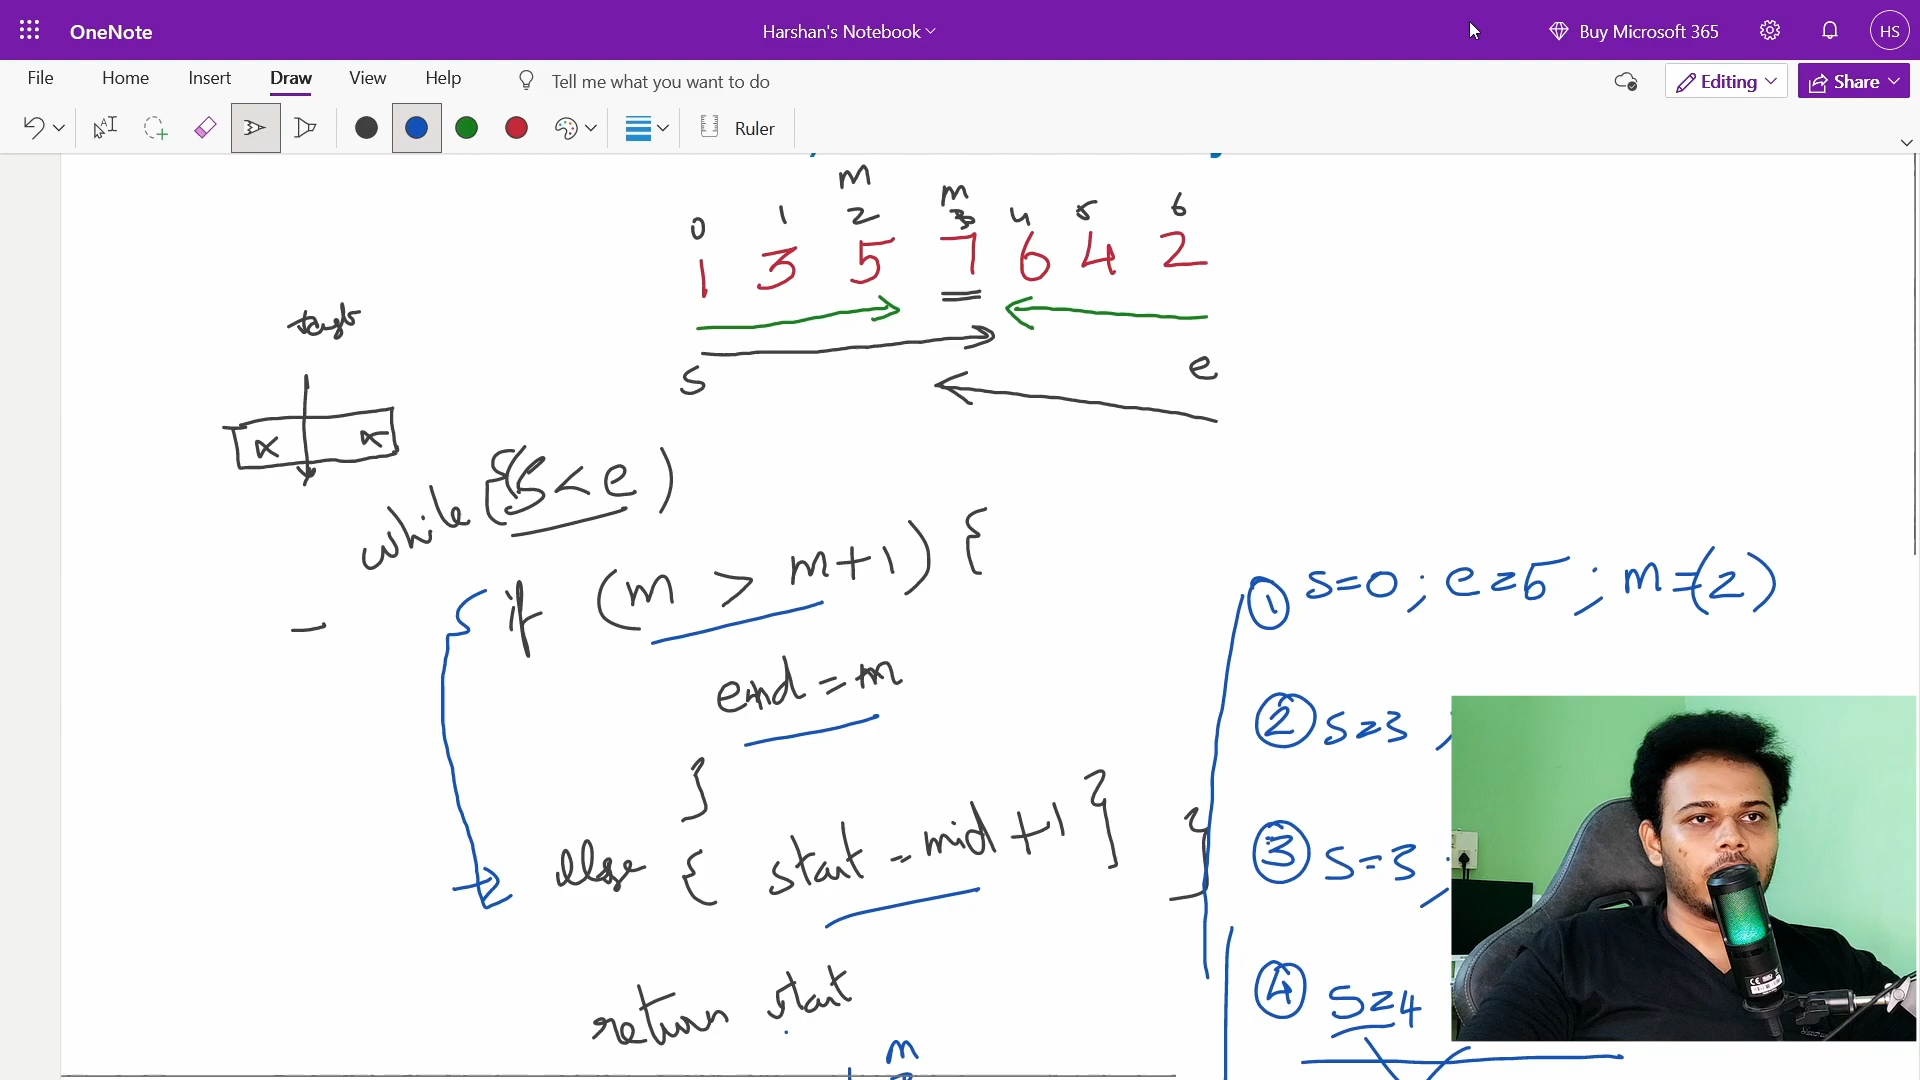 OneNote
Harshan's Notebook
Buy Microsoft 365
HS
File Home Insert Draw View Help Tell me what you want to do
Editing
Share
Ruler
m m
0 1 2 3 4 5 6
1 3 5 7 6 4 2
s e
while (s < e)
if (m > m+1) {
end = m
}
else { start = mid + 1 } }
return start
m
① s=0 ; e=5 ; m=(2)
② s=3 ;
③ s=3 ;
④ s=4